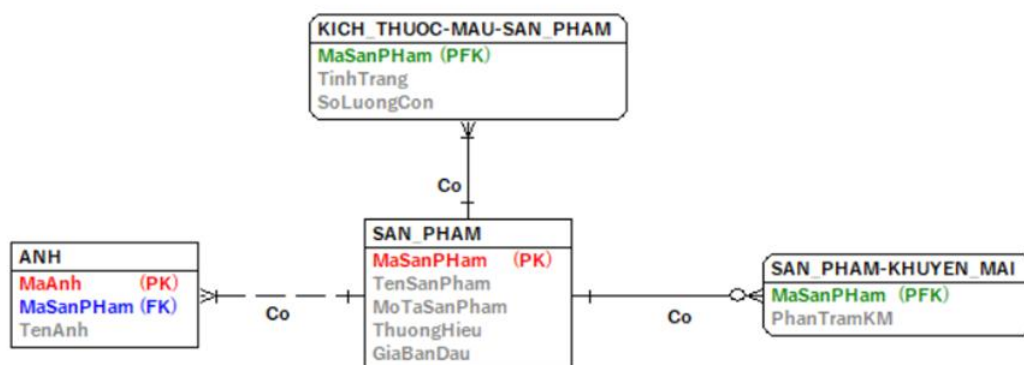 KICH_THUOC-MAU-SAN_PHAM
MaSanPHam (PFK)
TinhTrang
SoLuongCon
Co
ANH
MaAnh (PK)
MaSanPHam (FK)
TenAnh
Co
SAN_PHAM
MaSanPHam (PK)
TenSanPham
MoTaSanPham
ThuongHieu
GiaBanDau
Co
SAN_PHAM-KHUYEN_MAI
MaSanPHam (PFK)
PhanTramKM